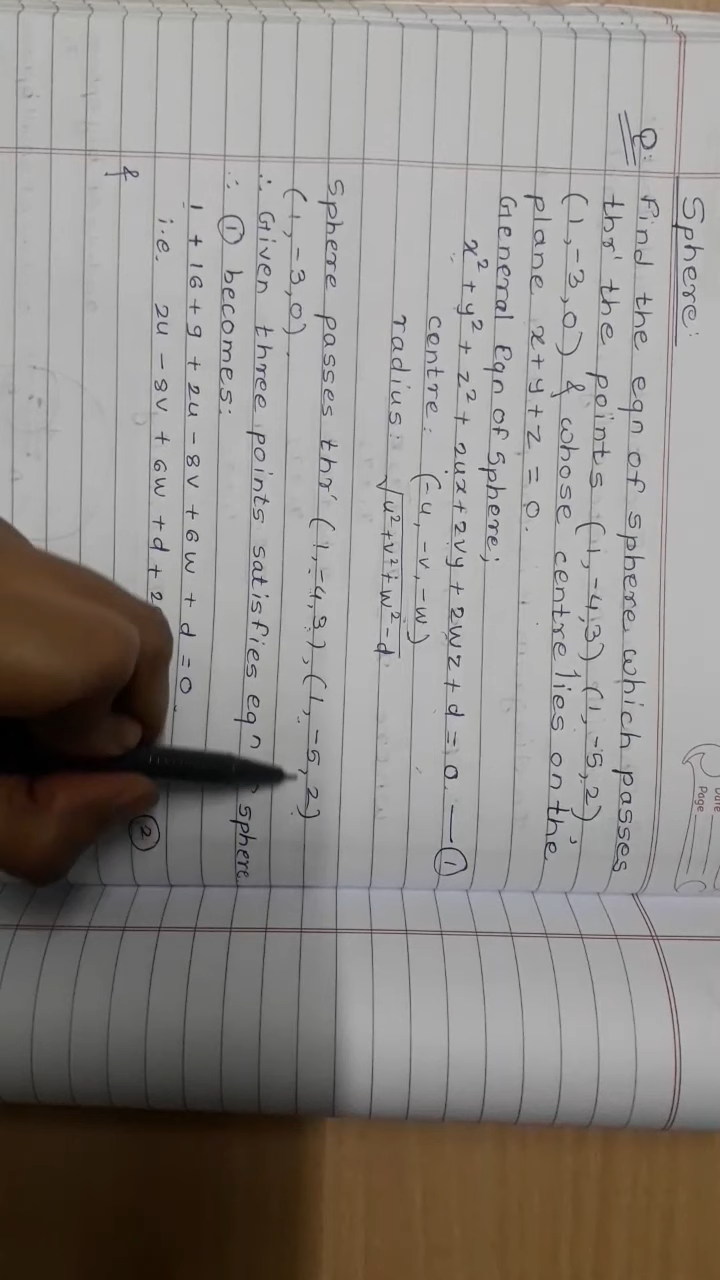 Date
Page
Sphere:
Q: Find the eqn of sphere which passes
thr' the points (1,-4,3) (1,-5,2)
(1,-3,0) & whose centre lies on the
plane x+y+z=0.
General Eqn of sphere;
x² + y² + z² + 2ux + 2vy + 2wz + d = 0. — ①
centre: (-u, -v, -w)
radius: √u²+v²+w²-d
Sphere passes thr' (1,-4,3), (1,-5,2)
(1,-3,0).
∴ Given three points satisfies eqn sphere
∴ ① becomes:
1 + 16 + 9 + 2u - 8v + 6w + d = 0.
i.e. 2u - 8v + 6w + d + 2 ②
&